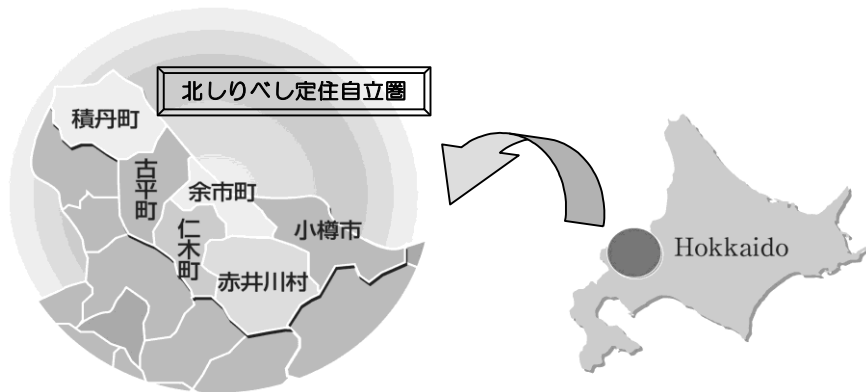 北しりべし定住自立圏
積丹町
古平町
余市町
仁木町
小樽市
赤井川村
Hokkaido